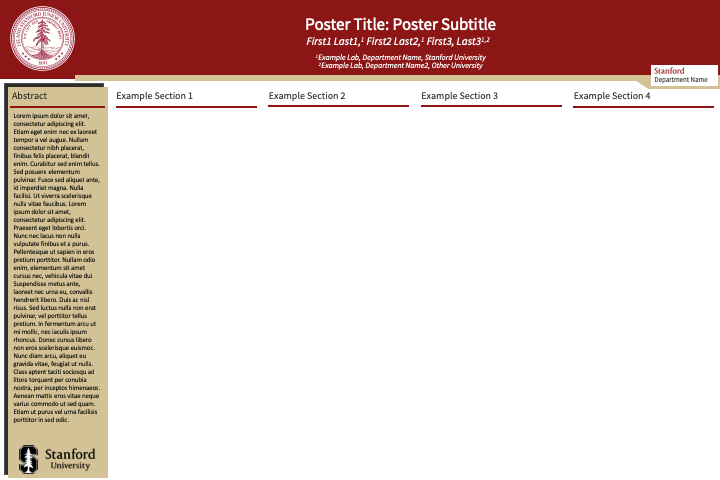 Poster Title: Poster Subtitle
First1 Last1,¹ First2 Last2,¹ First3, Last3¹,²
¹Example Lab, Department Name, Stanford University
²Example Lab, Department Name2, Other University
Stanford
Department Name
Abstract
Lorem ipsum dolor sit amet,
consectetur adipiscing elit.
Etiam eget enim nec ex laoreet
tempor a vel augue. Nullam
consectetur nibh placerat,
finibus felis placerat, blandit
enim. Curabitur sed enim tellus.
Sed posuere elementum
pulvinar. Fusce sed aliquet ante,
id imperdiet magna. Nulla
facilisi. Ut viverra scelerisque
nulla vitae faucibus. Lorem
ipsum dolor sit amet,
consectetur adipiscing elit.
Praesent eget lobortis orci.
Nunc nec lacus non nulla
vulputate finibus et a purus.
Pellentesque ut sapien in eros
pretium porttitor. Nullam odio
enim, elementum sit amet
cursus nec, vehicula vitae dui.
Suspendisse metus ante,
laoreet nec urna eu, convallis
hendrerit libero. Duis ac nisl
risus. Sed luctus nulla non erat
pulvinar, vel porttitor tellus
pretium. In fermentum arcu ut
mi mollis, nec iaculis ipsum
rhoncus. Donec cursus libero
non eros scelerisque euismod.
Nunc diam arcu, aliquet eu
gravida vitae, feugiat ut nulla.
Class aptent taciti sociosqu ad
litora torquent per conubia
nostra, per inceptos himenaeos.
Aenean mattis eros vitae neque
varius commodo ut sed quam.
Etiam ut purus vel urna facilisis
porttitor in sed odio.
Stanford
University
Example Section 1
Example Section 2
Example Section 3
Example Section 4